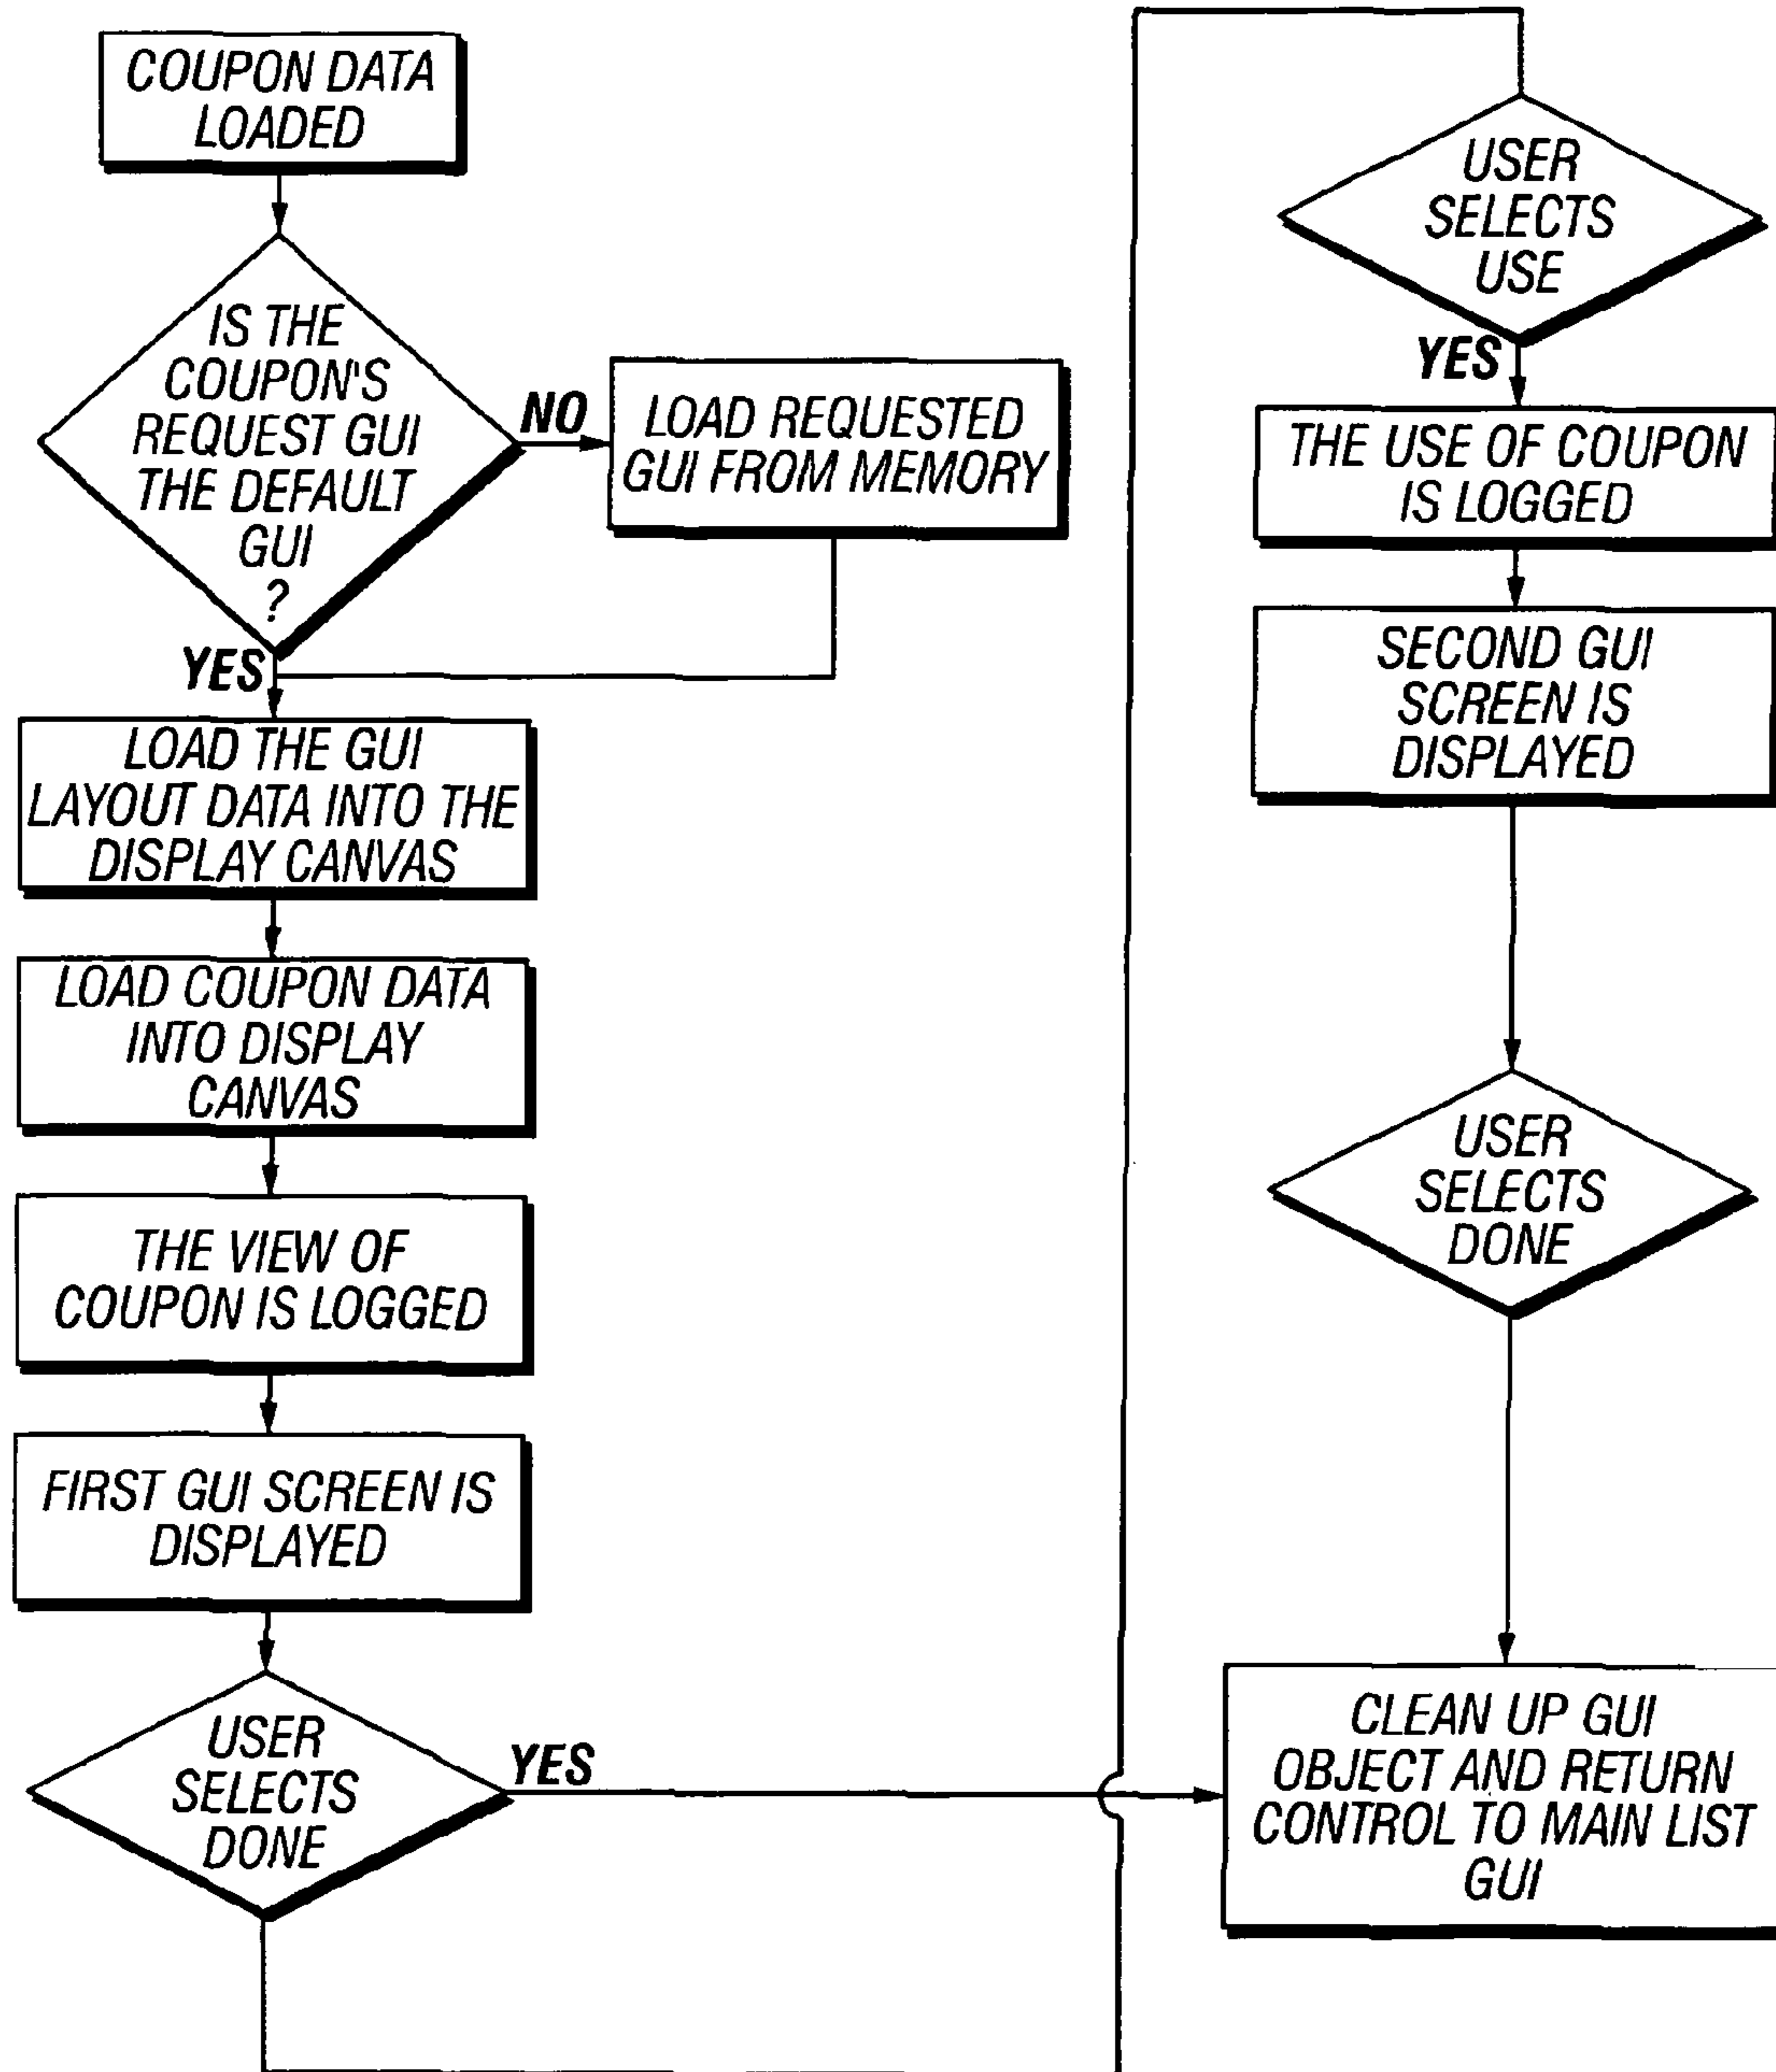 COUPON DATA
LOADED
IS THE
COUPON'S
REQUEST GUI
THE DEFAULT
GUI
?
NO
LOAD REQUESTED
GUI FROM MEMORY
YES
LOAD THE GUI
LAYOUT DATA INTO THE
DISPLAY CANVAS
LOAD COUPON DATA
INTO DISPLAY
CANVAS
THE VIEW OF
COUPON IS LOGGED
FIRST GUI SCREEN IS
DISPLAYED
USER
SELECTS
DONE
YES
USER
SELECTS
USE
YES
THE USE OF COUPON
IS LOGGED
SECOND GUI
SCREEN IS
DISPLAYED
USER
SELECTS
DONE
CLEAN UP GUI
OBJECT AND RETURN
CONTROL TO MAIN LIST
GUI